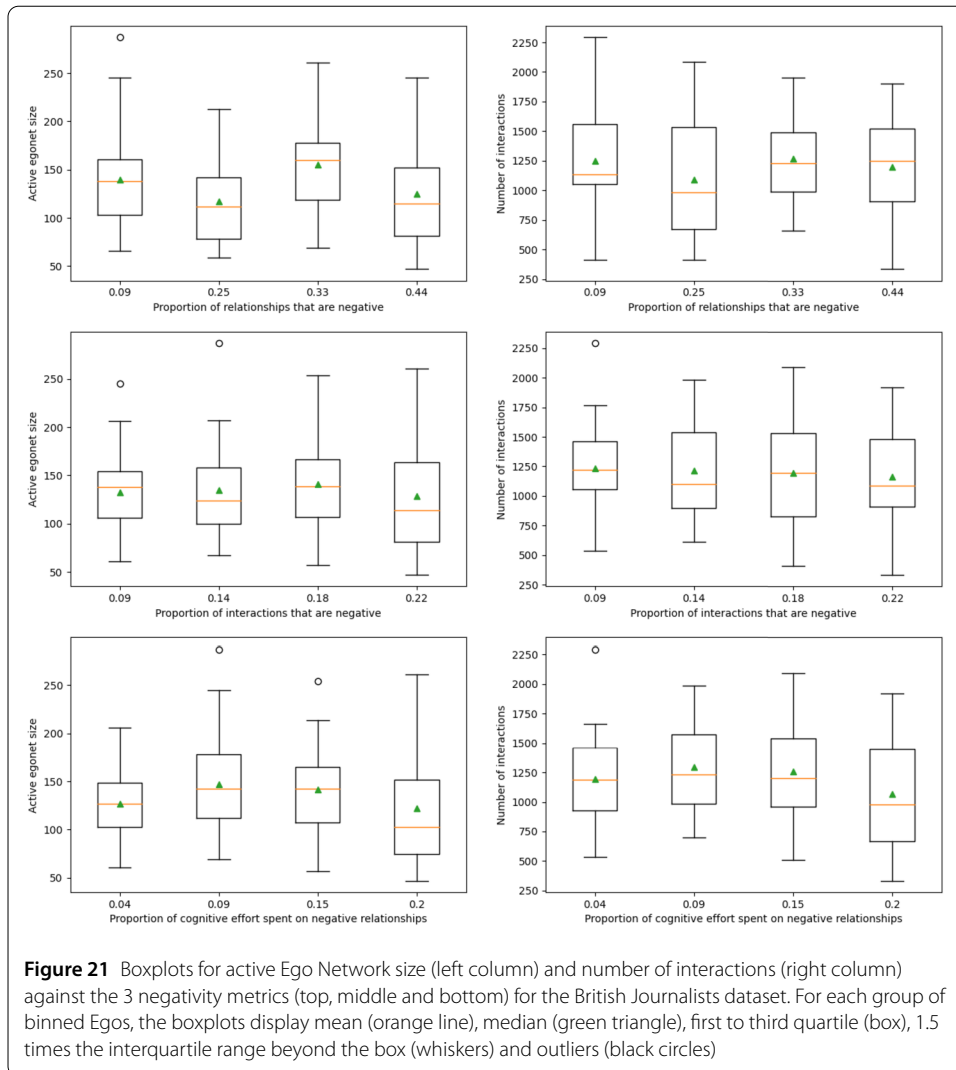 250
200
150
100
50
Active egonet size
0.09 0.25 0.33 0.44
Proportion of relationships that are negative
2250
2000
1750
1500
1250
1000
750
500
250
Number of interactions
0.09 0.25 0.33 0.44
Proportion of relationships that are negative
250
200
150
100
50
Active egonet size
0.09 0.14 0.18 0.22
Proportion of interactions that are negative
2250
2000
1750
1500
1250
1000
750
500
250
Number of interactions
0.09 0.14 0.18 0.22
Proportion of interactions that are negative
250
200
150
100
50
Active egonet size
0.04 0.09 0.15 0.2
Proportion of cognitive effort spent on negative relationships
2250
2000
1750
1500
1250
1000
750
500
250
Number of interactions
0.04 0.09 0.15 0.2
Proportion of cognitive effort spent on negative relationships
Figure 21 Boxplots for active Ego Network size (left column) and number of interactions (right column)
against the 3 negativity metrics (top, middle and bottom) for the British Journalists dataset. For each group of
binned Egos, the boxplots display mean (orange line), median (green triangle), first to third quartile (box), 1.5
times the interquartile range beyond the box (whiskers) and outliers (black circles)